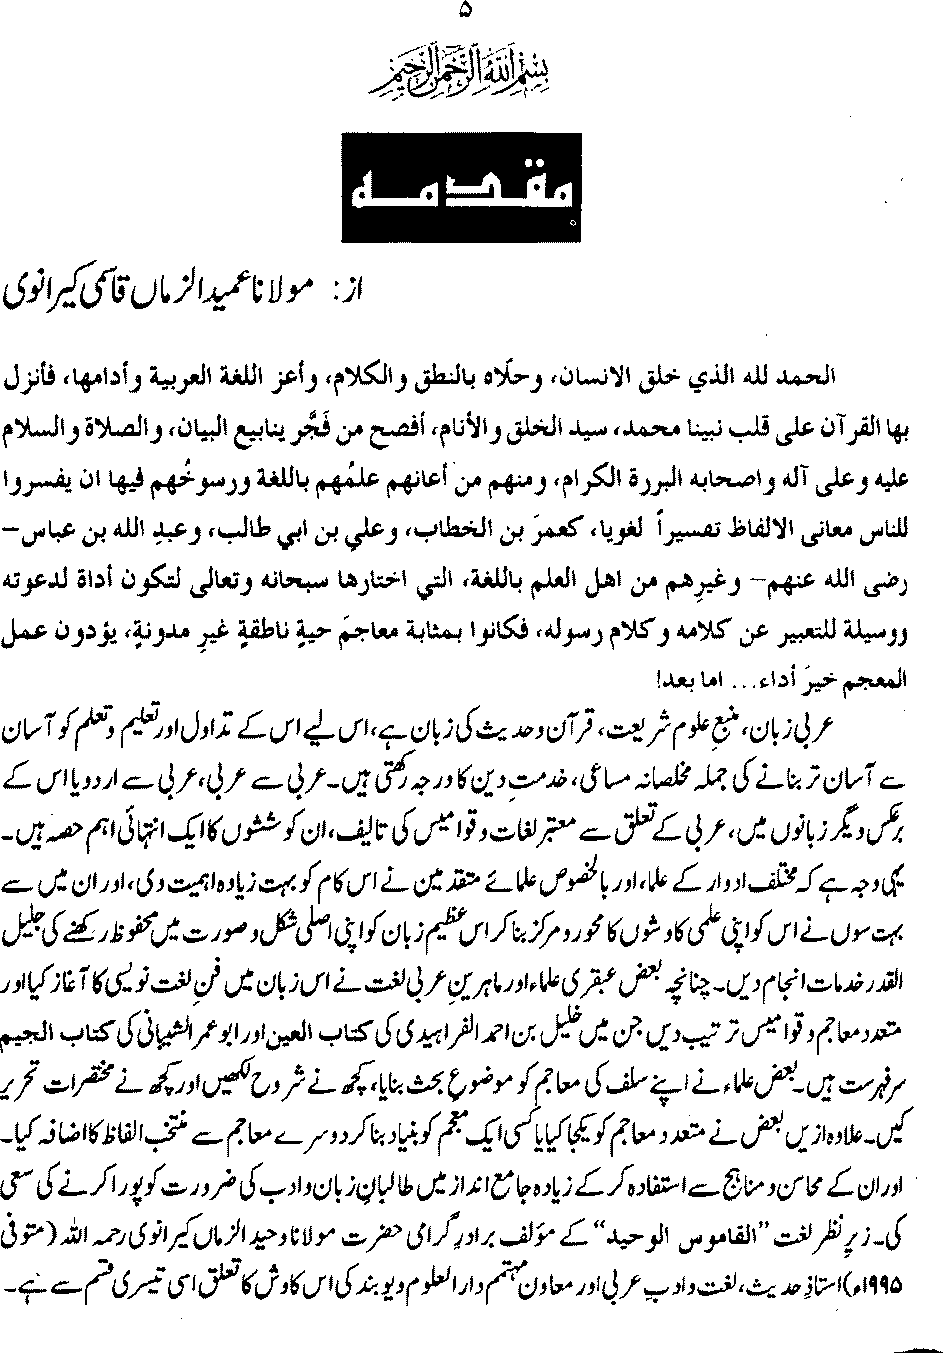 ۵
بسم الله الرحمن الرحيم
مقدمه
از: مولانا عمید الزماں قاسمی کیرانوی
الحمد لله الذي خلق الانسان، وحلّاه بالنطق والكلام، وأعز اللغة العربية وأدامها، فأنزل
بها القرآن على قلب نبينا محمد، سيد الخلق والأنام، أفصح من فَجَّر ينابيع البيان، والصلاة والسلام
عليه وعلى آله واصحابه البررة الكرام، ومنهم من أعانهم علمُهم باللغة ورسوخُهم فيها ان يفسروا
للناس معانى الالفاظ تفسيراً لغويا، كعمرَ بن الخطاب، وعلي بن ابي طالب، وعبدِ الله بن عباس–
رضى الله عنهم– وغيرِهم من اهل العلم باللغة، التي اختارها سبحانه وتعالى لتكون أداة لدعوته
ووسيلة للتعبير عن كلامه وكلام رسوله، فكانوا بمثابة معاجمَ حيةٍ ناطقةٍ غيرِ مدونةٍ، يؤدون عمل
المعجم خيرَ أداء... اما بعد!
عربی زبان، منبعِ علوم شریعت، قرآن وحدیث کی زبان ہے، اس لیے اس کے تداول اور تعلیم وتعلم کو آسان
سے آسان تر بنانے کی جملہ مخلصانہ مساعی، خدمتِ دین کا درجہ رکھتی ہیں۔ عربی سے عربی، عربی سے اردو یا اس کے
برعکس دیگر زبانوں میں، عربی کے تعلق سے معتبر لغات وقوامیس کی تالیف، ان کوششوں کا ایک انتہائی اہم حصہ ہیں۔
یہی وجہ ہے کہ مختلف ادوار کے علماء اور بالخصوص علمائے متقدمین نے اس کام کو بہت زیادہ اہمیت دی، اور ان میں سے
بہت سوں نے اس کو اپنی علمی کاوشوں کا محور ومرکز بنا کر اس عظیم زبان کو اپنی اصلی شکل وصورت میں محفوظ رکھنے کی جلیل
القدر خدمات انجام دیں۔ چنانچہ بعض عبقری علماء اور ماہرینِ عربی لغت نے اس زبان میں فنِ لغت نویسی کا آغاز کیا اور
متعدد معاجم وقوامیس ترتیب دیں جن میں خلیل بن احمد الفراہیدی کی کتاب العین اور ابو عمر الشیبانی کی کتاب الجیم
سر فہرست ہیں۔ بعض علماء نے اپنے سلف کی معاجم کو موضوعِ بحث بنایا، کچھ نے شروح لکھیں اور کچھ نے مختصرات تحریر
کیں۔ علاوہ ازیں بعض نے متعدد معاجم کو یکجا کیا یا کسی ایک معجم کو بنیاد بنا کر دوسرے معاجم سے منتخب الفاظ کا اضافہ کیا۔
اور ان کے محاسن ومناہج سے استفادہ کر کے زیادہ جامع انداز میں طالبانِ زبان وادب کی ضرورت کو پورا کرنے کی سعی
کی۔ زیرِ نظر لغت “القاموس الوحید” کے مؤلف برادرِ گرامی حضرت مولانا وحید الزماں کیرانوی رحمہ اللہ (متوفی
۱۹۹۵ء) استاذِ حدیث، لغت وادبِ عربی اور معاون مہتمم دار العلوم دیوبند کی اس کاوش کا تعلق اسی تیسری قسم سے ہے۔